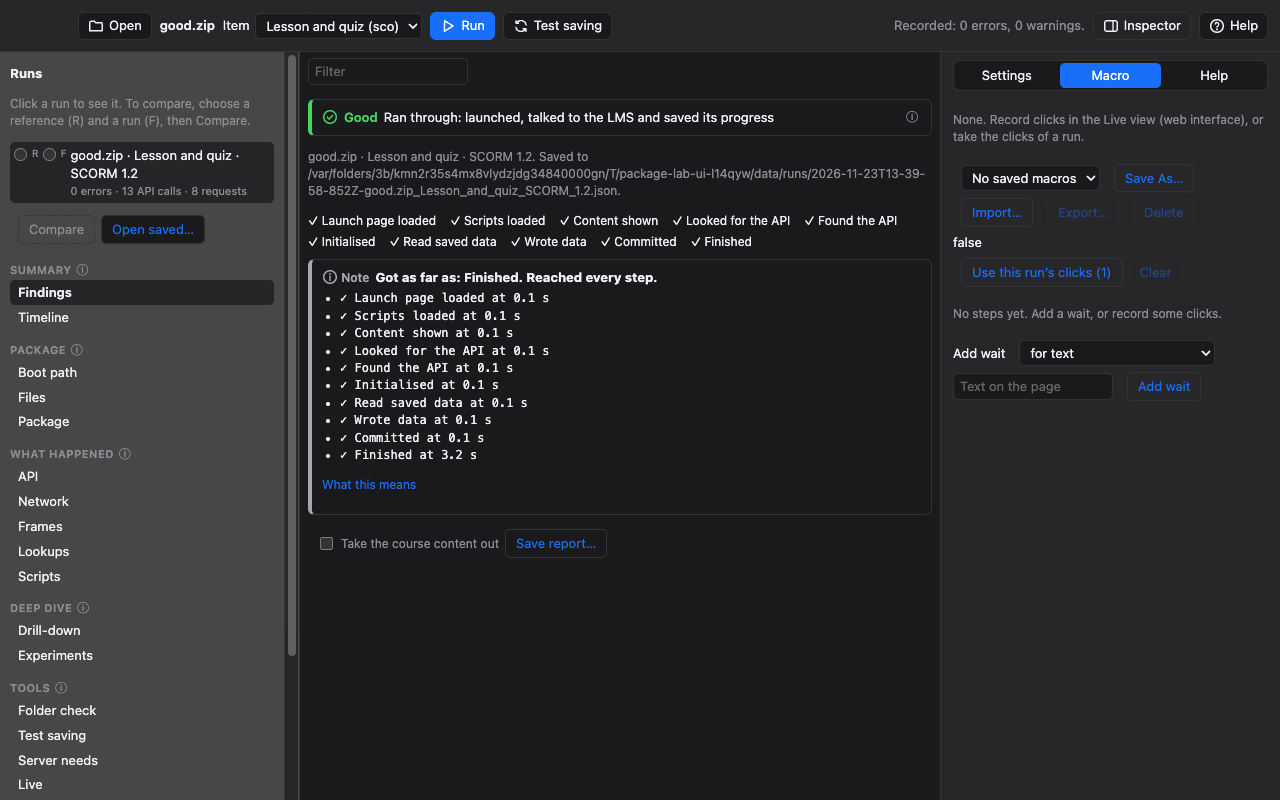 Open good.zip Item Lesson and quiz (sco) Run Test saving Recorded: 0 errors, 0 warnings. Inspector Help
Runs
Click a run to see it. To compare, choose a
reference (R) and a run (F), then Compare.
R F good.zip · Lesson and quiz ·
SCORM 1.2
0 errors · 13 API calls · 8 requests
Compare Open saved...
SUMMARY
Findings
Timeline
PACKAGE
Boot path
Files
Package
WHAT HAPPENED
API
Network
Frames
Lookups
Scripts
DEEP DIVE
Drill-down
Experiments
TOOLS
Folder check
Test saving
Server needs
Live
Filter
Good Ran through: launched, talked to the LMS and saved its progress
good.zip · Lesson and quiz · SCORM 1.2. Saved to
/var/folders/3b/kmn2r35s4mx8vlydzjdg34840000gn/T/package-lab-ui-l14qyw/data/runs/2026-11-23T13-39-
58-852Z-good.zip_Lesson_and_quiz_SCORM_1.2.json.
✓ Launch page loaded ✓ Scripts loaded ✓ Content shown ✓ Looked for the API ✓ Found the API
✓ Initialised ✓ Read saved data ✓ Wrote data ✓ Committed ✓ Finished
Note Got as far as: Finished. Reached every step.
• ✓ Launch page loaded at 0.1 s
• ✓ Scripts loaded at 0.1 s
• ✓ Content shown at 0.1 s
• ✓ Looked for the API at 0.1 s
• ✓ Found the API at 0.1 s
• ✓ Initialised at 0.1 s
• ✓ Read saved data at 0.1 s
• ✓ Wrote data at 0.1 s
• ✓ Committed at 0.1 s
• ✓ Finished at 3.2 s
What this means
Take the course content out Save report...
Settings Macro Help
None. Record clicks in the Live view (web interface), or
take the clicks of a run.
No saved macros Save As...
Import... Export... Delete
false
Use this run's clicks (1) Clear
No steps yet. Add a wait, or record some clicks.
Add wait for text
Text on the page Add wait